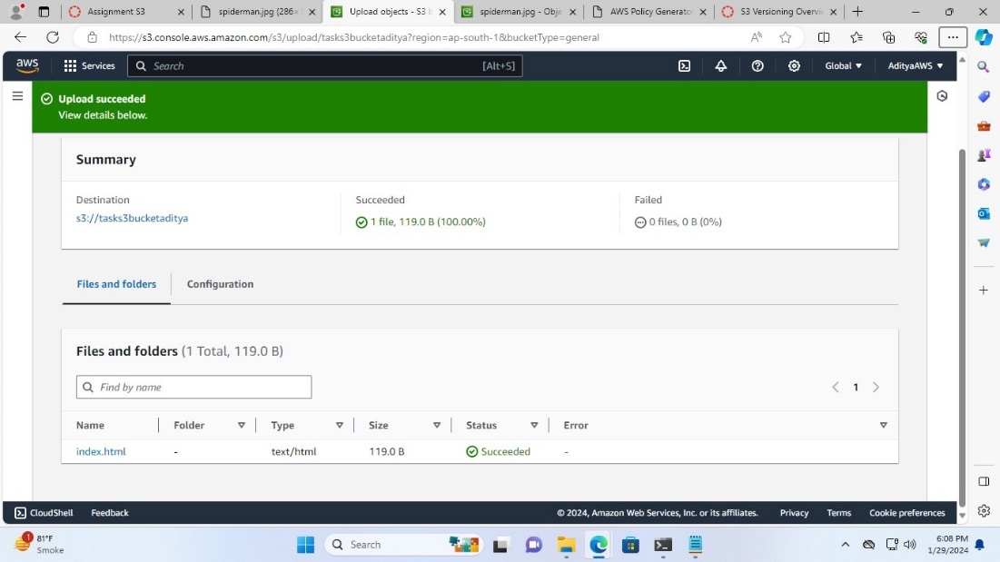 Assignment S3
spiderman.jpg (286×1
Upload objects - S3 b
spiderman.jpg - Obje
AWS Policy Generato
S3 Versioning Overvie
https://s3.console.aws.amazon.com/s3/upload/tasks3bucketaditya?region=ap-south-1&bucketType=general
aws
Services
Search
[Alt+S]
Global
AdityaAWS
Upload succeeded
View details below.
Summary
Destination
s3://tasks3bucketaditya
Succeeded
1 file, 119.0 B (100.00%)
Failed
0 files, 0 B (0%)
Files and folders
Configuration
Files and folders (1 Total, 119.0 B)
Find by name
1
Name Folder Type Size Status Error
index.html - text/html 119.0 B Succeeded -
CloudShell Feedback © 2024, Amazon Web Services, Inc. or its affiliates. Privacy Terms Cookie preferences
1
81°F
Smoke
Search
6:08 PM
1/29/2024